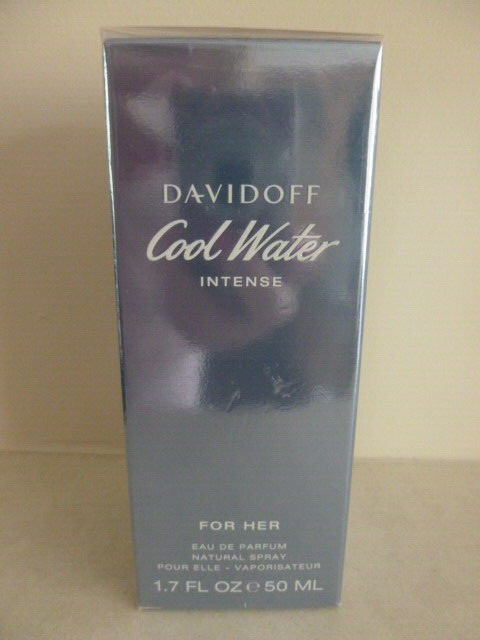 DAVIDOFF
Cool Water
INTENSE
FOR HER
EAU DE PARFUM
NATURAL SPRAY
POUR ELLE - VAPORISATEUR
1.7 FL OZ ℮ 50 ML